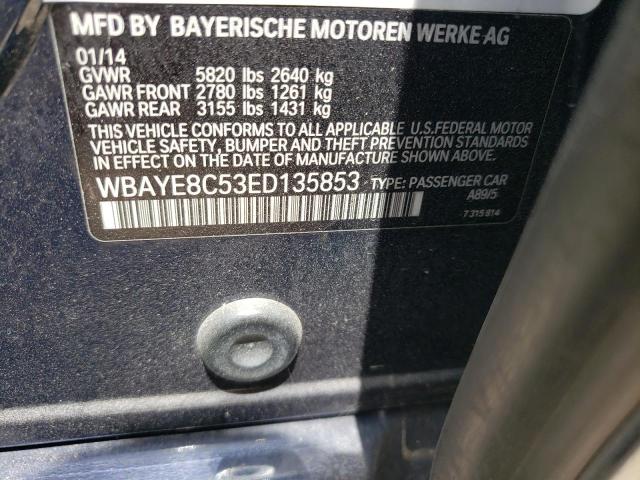 MFD BY BAYERISCHE MOTOREN WERKE AG
01/14
GVWR 5820 lbs 2640 kg
GAWR FRONT 2780 lbs 1261 kg
GAWR REAR 3155 lbs 1431 kg
THIS VEHICLE CONFORMS TO ALL APPLICABLE U.S.FEDERAL MOTOR
VEHICLE SAFETY, BUMPER AND THEFT PREVENTION STANDARDS
IN EFFECT ON THE DATE OF MANUFACTURE SHOWN ABOVE.
WBAYE8C53ED135853 TYPE: PASSENGER CAR
A89/5
7 315 814